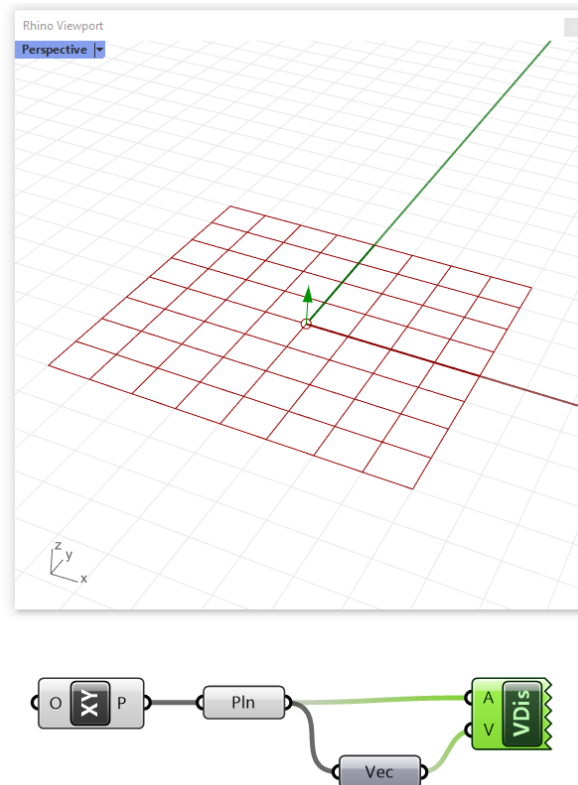 Rhino Viewport
Perspective
z
y
x
O XY P
Pln
A
V
VDis
Vec